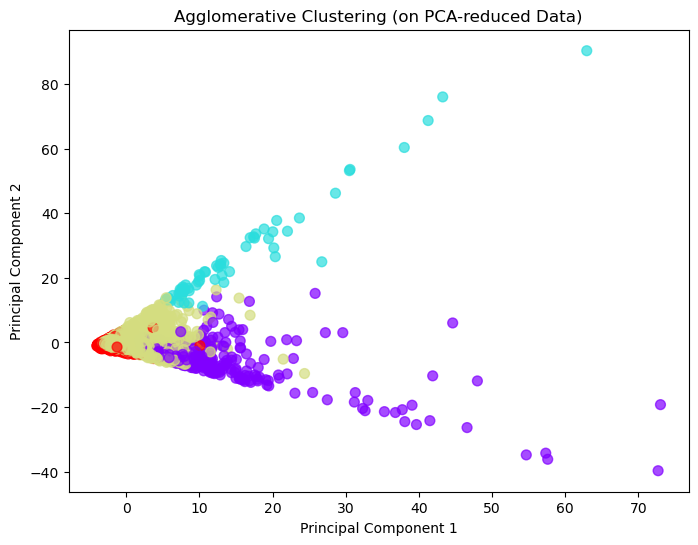 Agglomerative Clustering (on PCA-reduced Data)
Principal Component 2
80
60
40
20
0
−20
−40
0 10 20 30 40 50 60 70
Principal Component 1